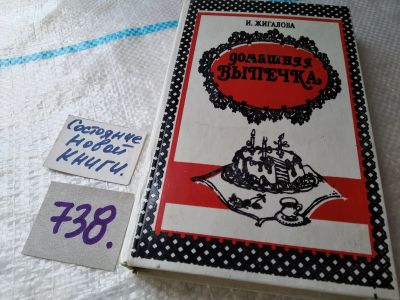 И. ЖИГАЛОВА
ДОМАШНЯЯ
ВЫПЕЧКА
Состояние
новой
книги.
738.